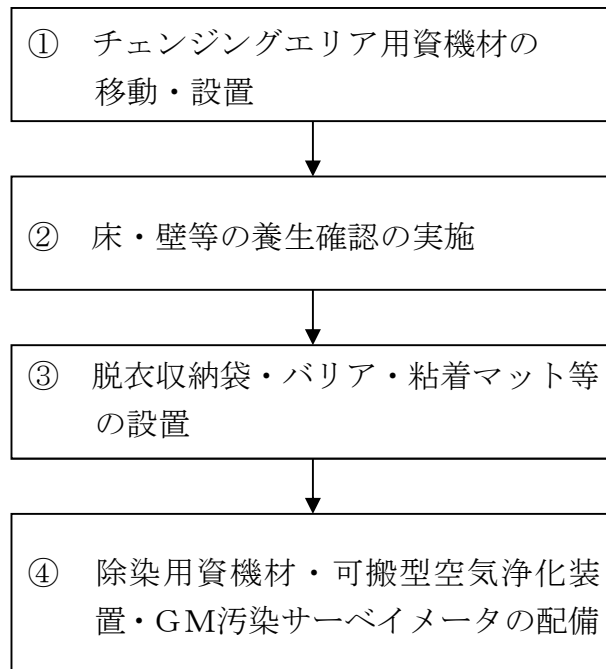 ① チェンジングエリア用資機材の
移動・設置
② 床・壁等の養生確認の実施
③ 脱衣収納袋・バリア・粘着マット等
の設置
④ 除染用資機材・可搬型空気浄化装
置・ＧＭ汚染サーベイメータの配備